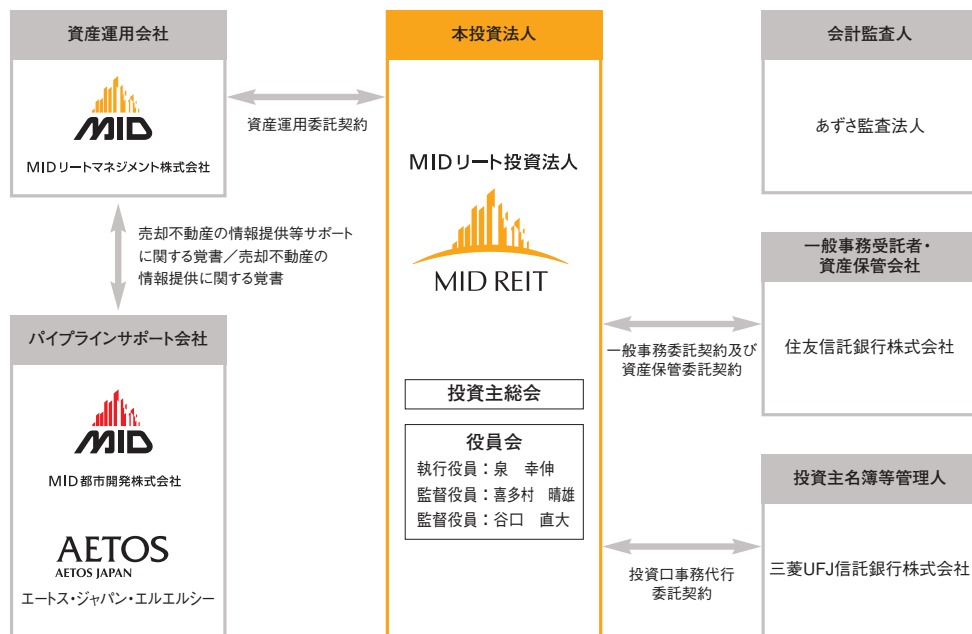 資産運用会社
MID
MIDリートマネジメント株式会社
資産運用委託契約
売却不動産の情報提供等サポート
に関する覚書／売却不動産の
情報提供に関する覚書
パイプラインサポート会社
MID
MID都市開発株式会社
AETOS
AETOS JAPAN
エートス・ジャパン・エルエルシー
本投資法人
MIDリート投資法人
MID REIT
投資主総会
役員会
執行役員：泉　幸伸
監督役員：喜多村　晴雄
監督役員：谷口　直大
会計監査人
あずさ監査法人
一般事務受託者・
資産保管会社
住友信託銀行株式会社
一般事務委託契約及び
資産保管委託契約
投資主名簿等管理人
三菱UFJ信託銀行株式会社
投資口事務代行
委託契約